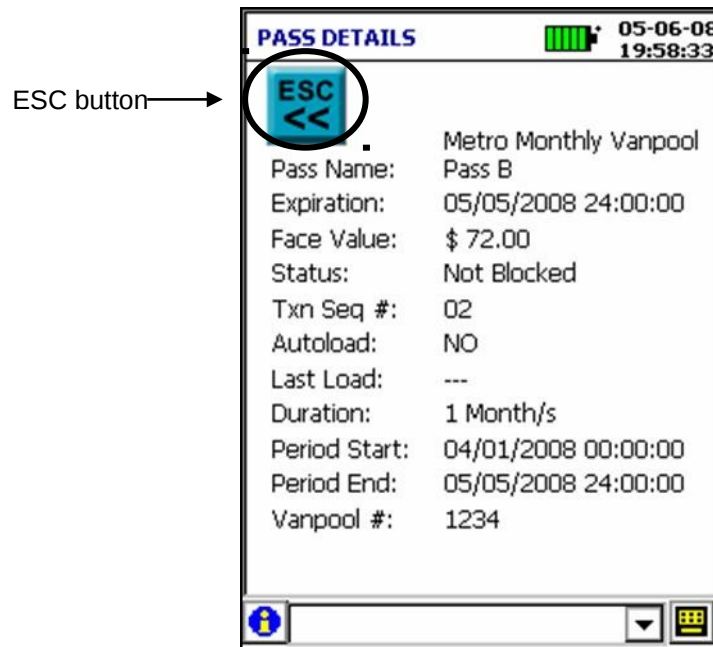 PASS DETAILS
05-06-08
19:58:33
ESC button
ESC
<<
Metro Monthly Vanpool
Pass Name: Pass B
Expiration: 05/05/2008 24:00:00
Face Value: $ 72.00
Status: Not Blocked
Txn Seq #: 02
Autoload: NO
Last Load: ---
Duration: 1 Month/s
Period Start: 04/01/2008 00:00:00
Period End: 05/05/2008 24:00:00
Vanpool #: 1234